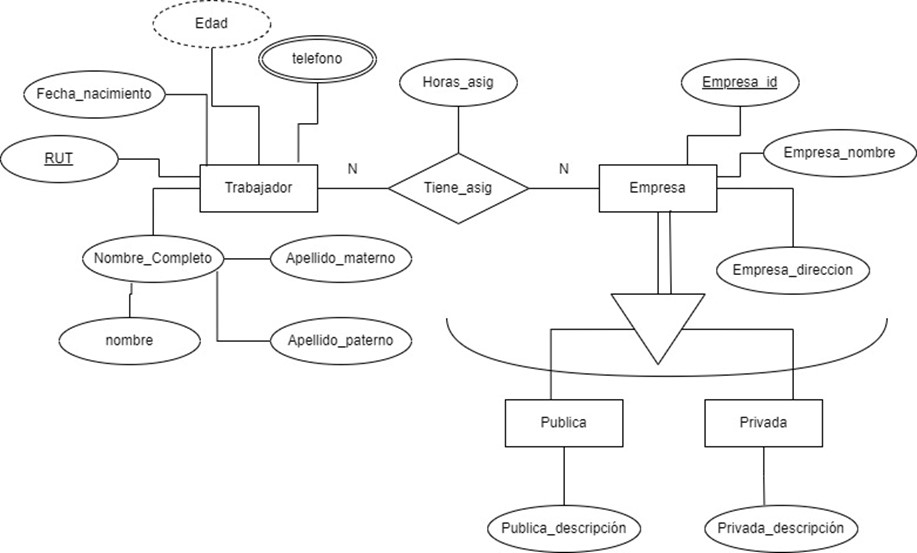 Edad
telefono
Fecha_nacimiento
Horas_asig
Empresa_id
RUT
Empresa_nombre
Trabajador
N
Tiene_asig
N
Empresa
Nombre_Completo
Apellido_materno
Empresa_direccion
nombre
Apellido_paterno
Publica
Privada
Publica_descripción
Privada_descripción